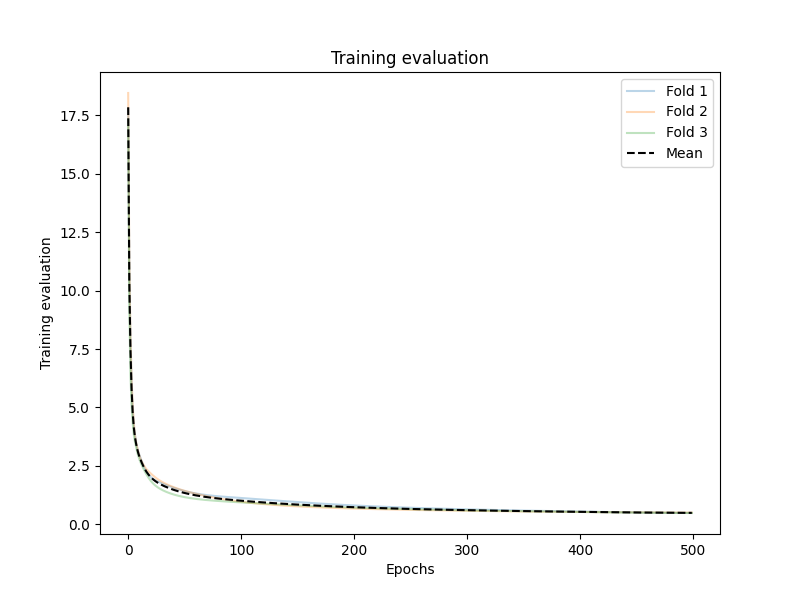 Training evaluation
Fold 1
Fold 2
Fold 3
Mean
Training evaluation
17.5
15.0
12.5
10.0
7.5
5.0
2.5
0.0
0 100 200 300 400 500
Epochs